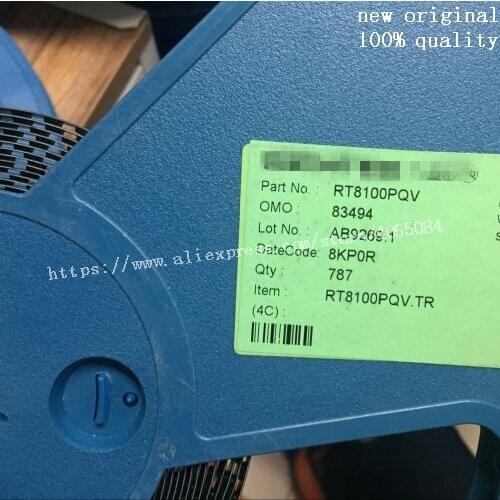 new original
100% quality
Part No. : RT8100PQV
OMO : 83494
Lot No. : AB9269.1
DateCode: 8KP0R
Qty : 787
Item : RT8100PQV.TR
(4C) :